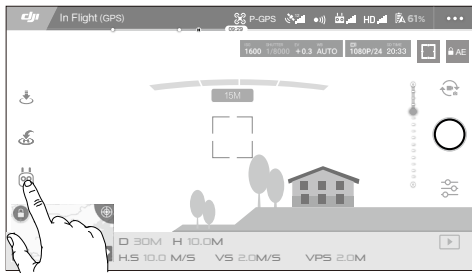 dji In Flight (GPS) P-GPS HD 61%
09:29
ISO SHUTTER EV WB
1600 1/8000 +0.3 AUTO 1080P/24 20:33 AE
15M
D 30M H 10.0M
H.S 10.0 M/S VS 2.0M/S VPS 2.0M